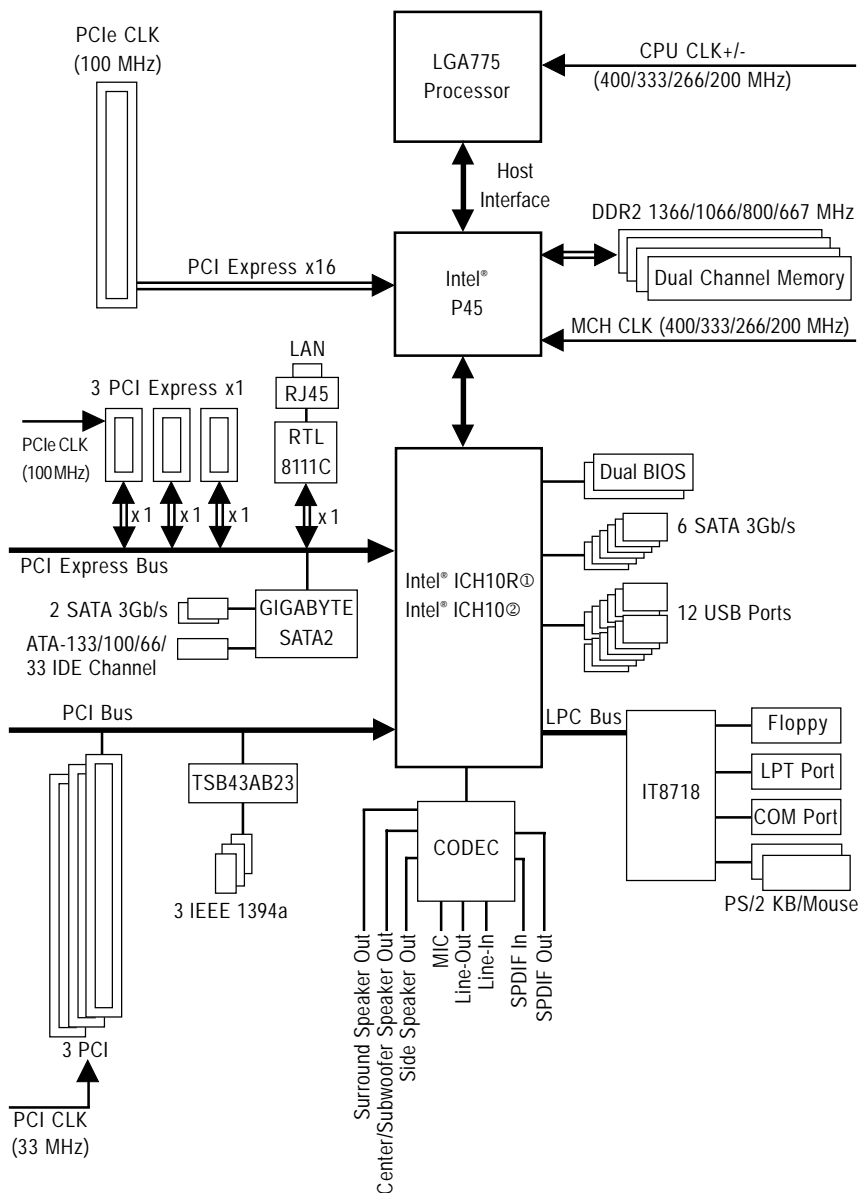 PCIe CLK
(100 MHz)
LGA775
Processor
CPU CLK+/-
(400/333/266/200 MHz)
Host
Interface
DDR2 1366/1066/800/667 MHz
Dual Channel Memory
PCI Express x16
Intel®
P45
MCH CLK (400/333/266/200 MHz)
LAN
RJ45
3 PCI Express x1
RTL
8111C
PCIe CLK
(100MHz)
x1
x1
x1
x1
PCI Express Bus
Dual BIOS
6 SATA 3Gb/s
Intel® ICH10R①
Intel® ICH10②
12 USB Ports
2 SATA 3Gb/s
GIGABYTE
SATA2
ATA-133/100/66/
33 IDE Channel
PCI Bus
LPC Bus
TSB43AB23
3 IEEE 1394a
IT8718
Floppy
LPT Port
COM Port
PS/2 KB/Mouse
CODEC
Surround Speaker Out
Center/Subwoofer Speaker Out
Side Speaker Out
MIC
Line-Out
Line-In
SPDIF In
SPDIF Out
3 PCI
PCI CLK
(33 MHz)